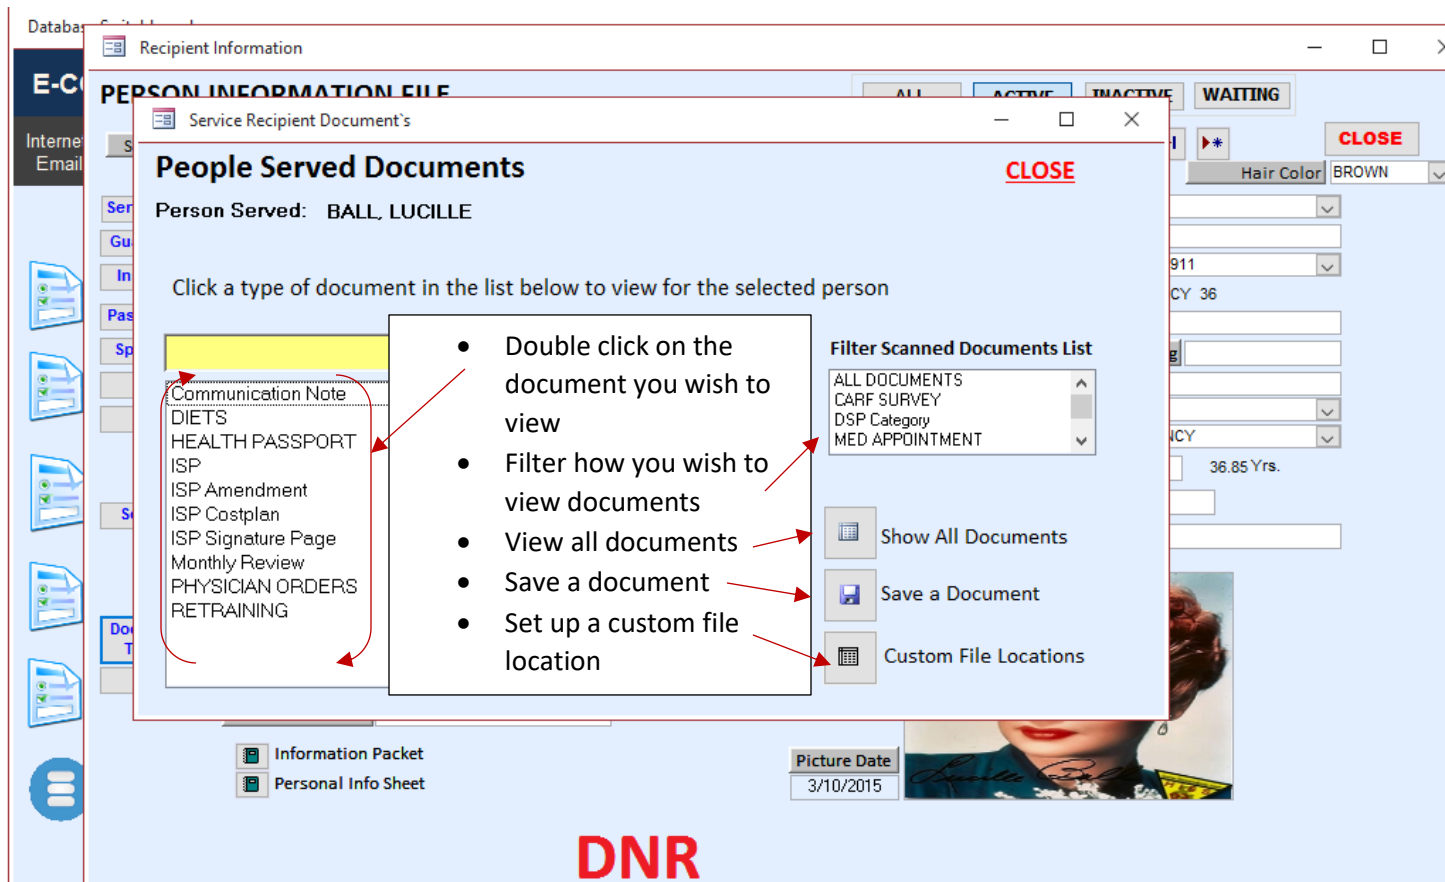 Recipient Information
PERSON INFORMATION FILE
ALL
ACTIVE
INACTIVE
WAITING
E-C
Internet
Email
CLOSE
Hair Color
BROWN
Service Recipient Document`s
People Served Documents
CLOSE
Person Served: BALL, LUCILLE
Click a type of document in the list below to view for the selected person
Communication Note
DIETS
HEALTH PASSPORT
ISP
ISP Amendment
ISP Costplan
ISP Signature Page
Monthly Review
PHYSICIAN ORDERS
RETRAINING
• Double click on the
document you wish to
view
• Filter how you wish to
view documents
• View all documents
• Save a document
• Set up a custom file
location
Filter Scanned Documents List
ALL DOCUMENTS
CARF SURVEY
DSP Category
MED APPOINTMENT
Show All Documents
Save a Document
Custom File Locations
911
CY 36
NCY
36.85 Yrs.
Information Packet
Personal Info Sheet
Picture Date
3/10/2015
Lucille Ball
DNR